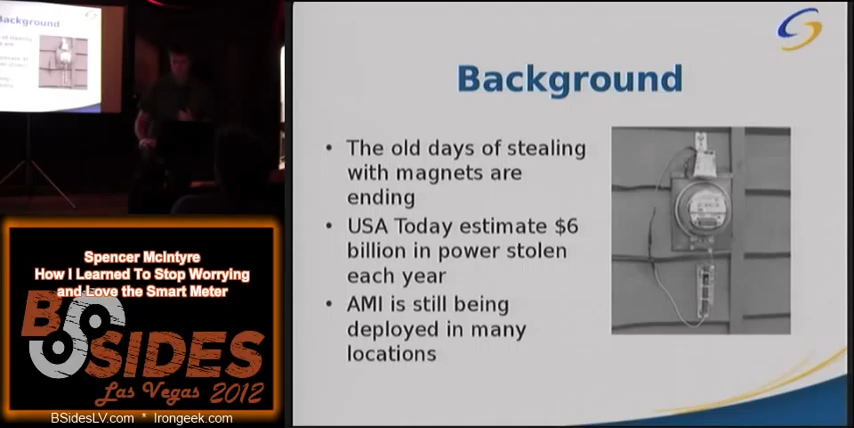 Background
Background
• The old days of stealing
with magnets are
ending
• USA Today estimate $6
billion in power stolen
each year
• AMI is still being
deployed in many
locations
Spencer McIntyre
How I Learned To Stop Worrying
and Love the Smart Meter
BSIDES
Las Vegas 2012
BSidesLV.com * Irongeek.com